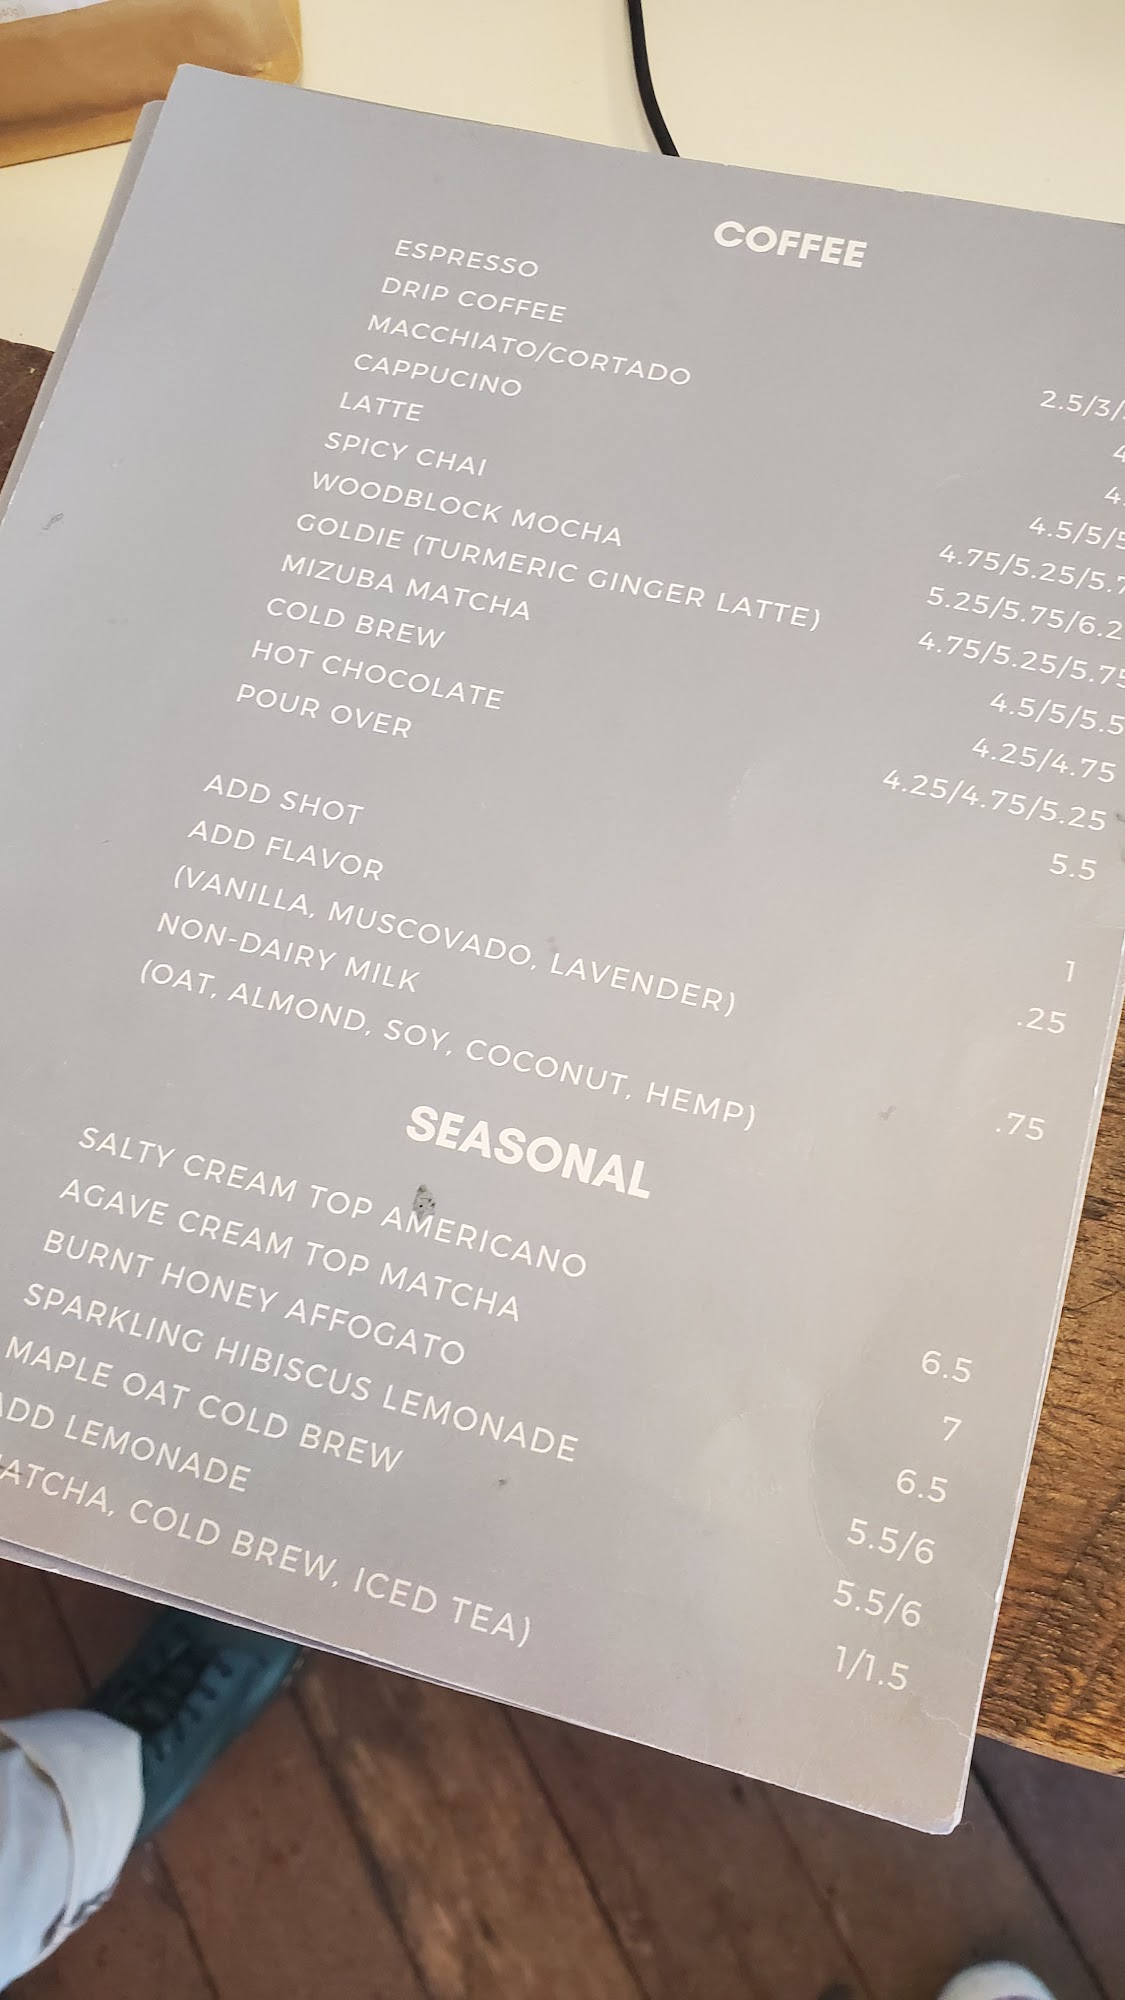 COFFEE
ESPRESSO
DRIP COFFEE 2.5/3/
MACCHIATO/CORTADO 4
CAPPUCINO 4.
LATTE 4.5/5/5
SPICY CHAI 4.75/5.25/5.7
WOODBLOCK MOCHA 5.25/5.75/6.2
GOLDIE (TURMERIC GINGER LATTE) 4.75/5.25/5.75
MIZUBA MATCHA 4.5/5/5.5
COLD BREW 4.25/4.75
HOT CHOCOLATE 4.25/4.75/5.25
POUR OVER 5.5
ADD SHOT 1
ADD FLAVOR .25
(VANILLA, MUSCOVADO, LAVENDER)
NON-DAIRY MILK .75
(OAT, ALMOND, SOY, COCONUT, HEMP)
SEASONAL
SALTY CREAM TOP AMERICANO 6.5
AGAVE CREAM TOP MATCHA 7
BURNT HONEY AFFOGATO 6.5
SPARKLING HIBISCUS LEMONADE 5.5/6
MAPLE OAT COLD BREW 5.5/6
ADD LEMONADE 1/1.5
ATCHA, COLD BREW, ICED TEA)